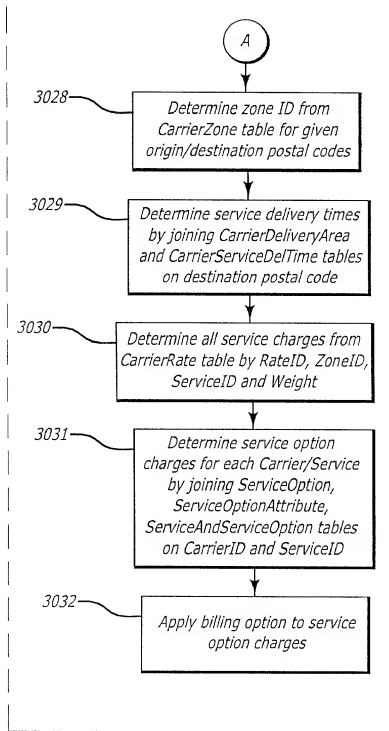 A
3028
Determine zone ID from
CarrierZone table for given
origin/destination postal codes
3029
Determine service delivery times
by joining CarrierDeliveryArea
and CarrierServiceDelTime tables
on destination postal code
3030
Determine all service charges from
CarrierRate table by RateID, ZoneID,
ServiceID and Weight
3031
Determine service option
charges for each Carrier/Service
by joining ServiceOption,
ServiceOptionAttribute,
ServiceAndServiceOption tables
on CarrierID and ServiceID
3032
Apply billing option to service
option charges